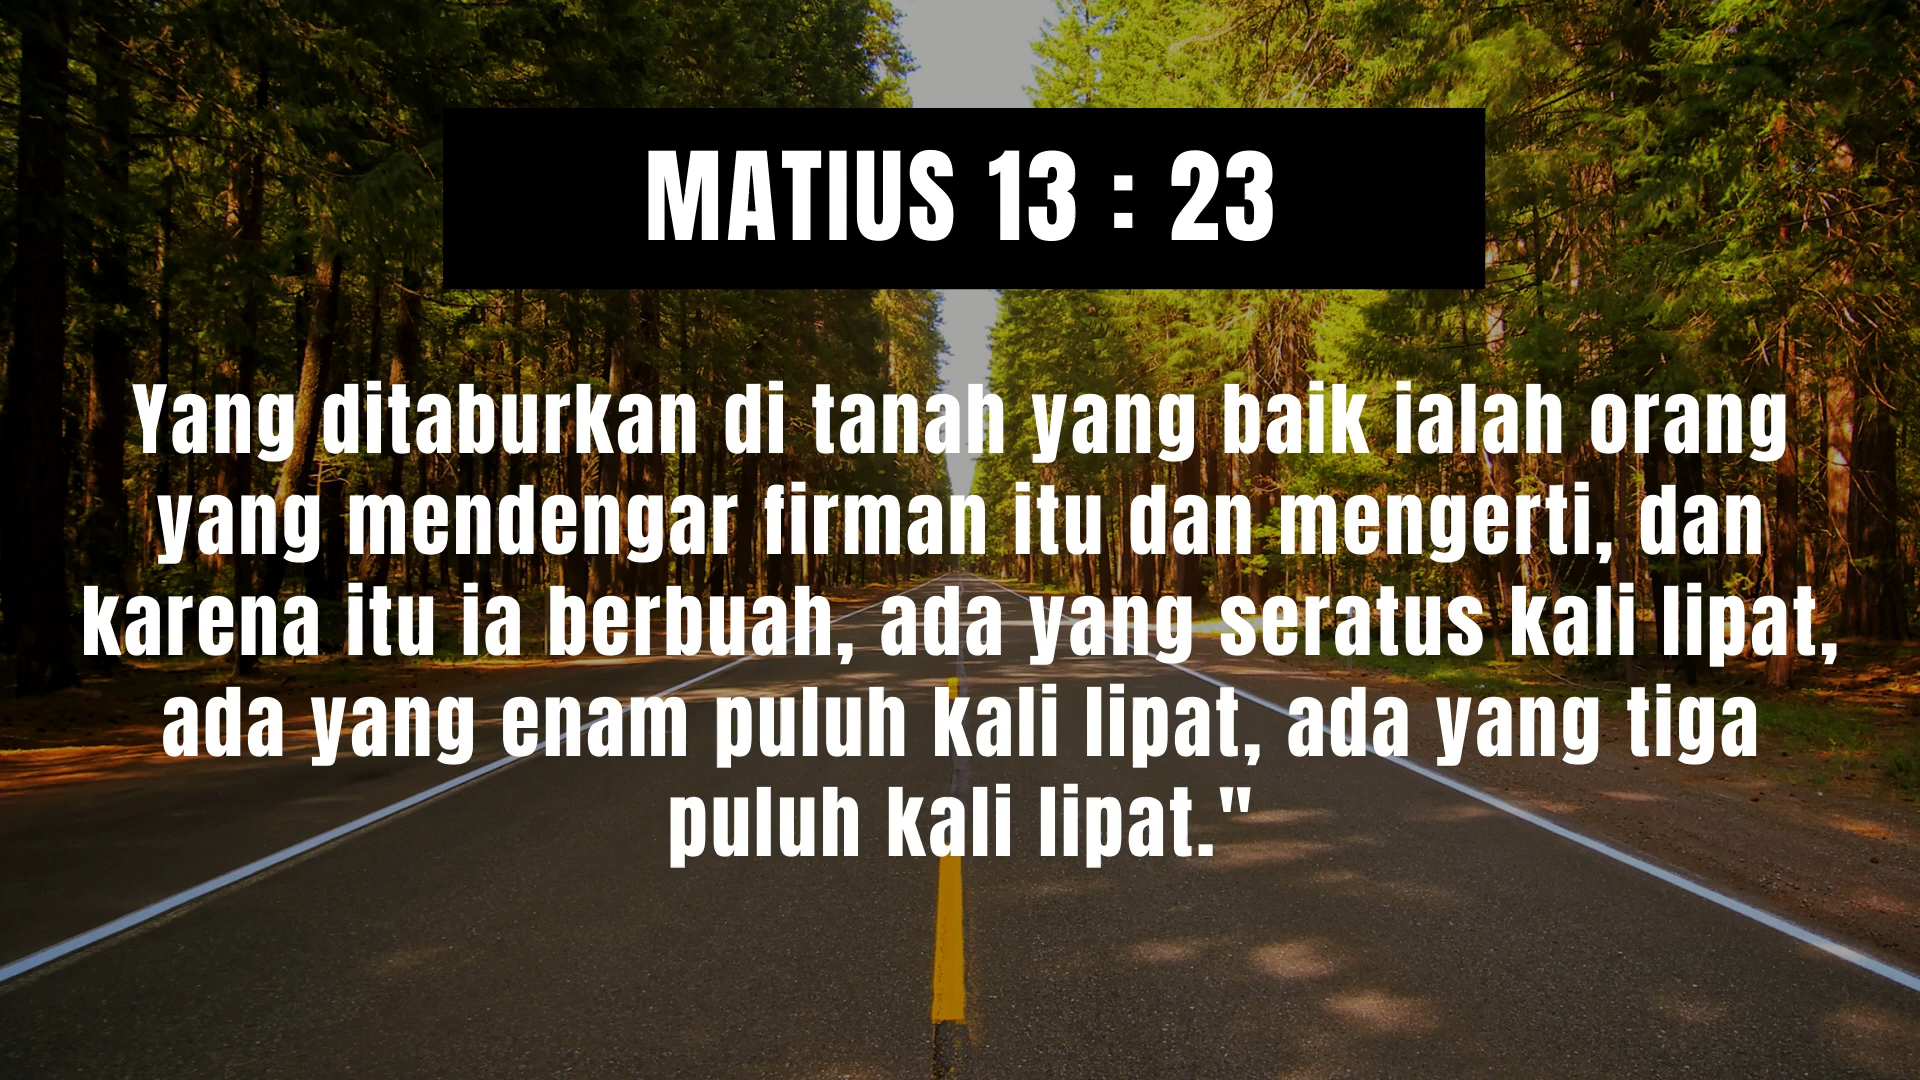 MATIUS 13 : 23
Yang ditaburkan di tanah yang baik ialah orang
yang mendengar firman itu dan mengerti, dan
karena itu ia berbuah, ada yang seratus kali lipat,
ada yang enam puluh kali lipat, ada yang tiga
puluh kali lipat."